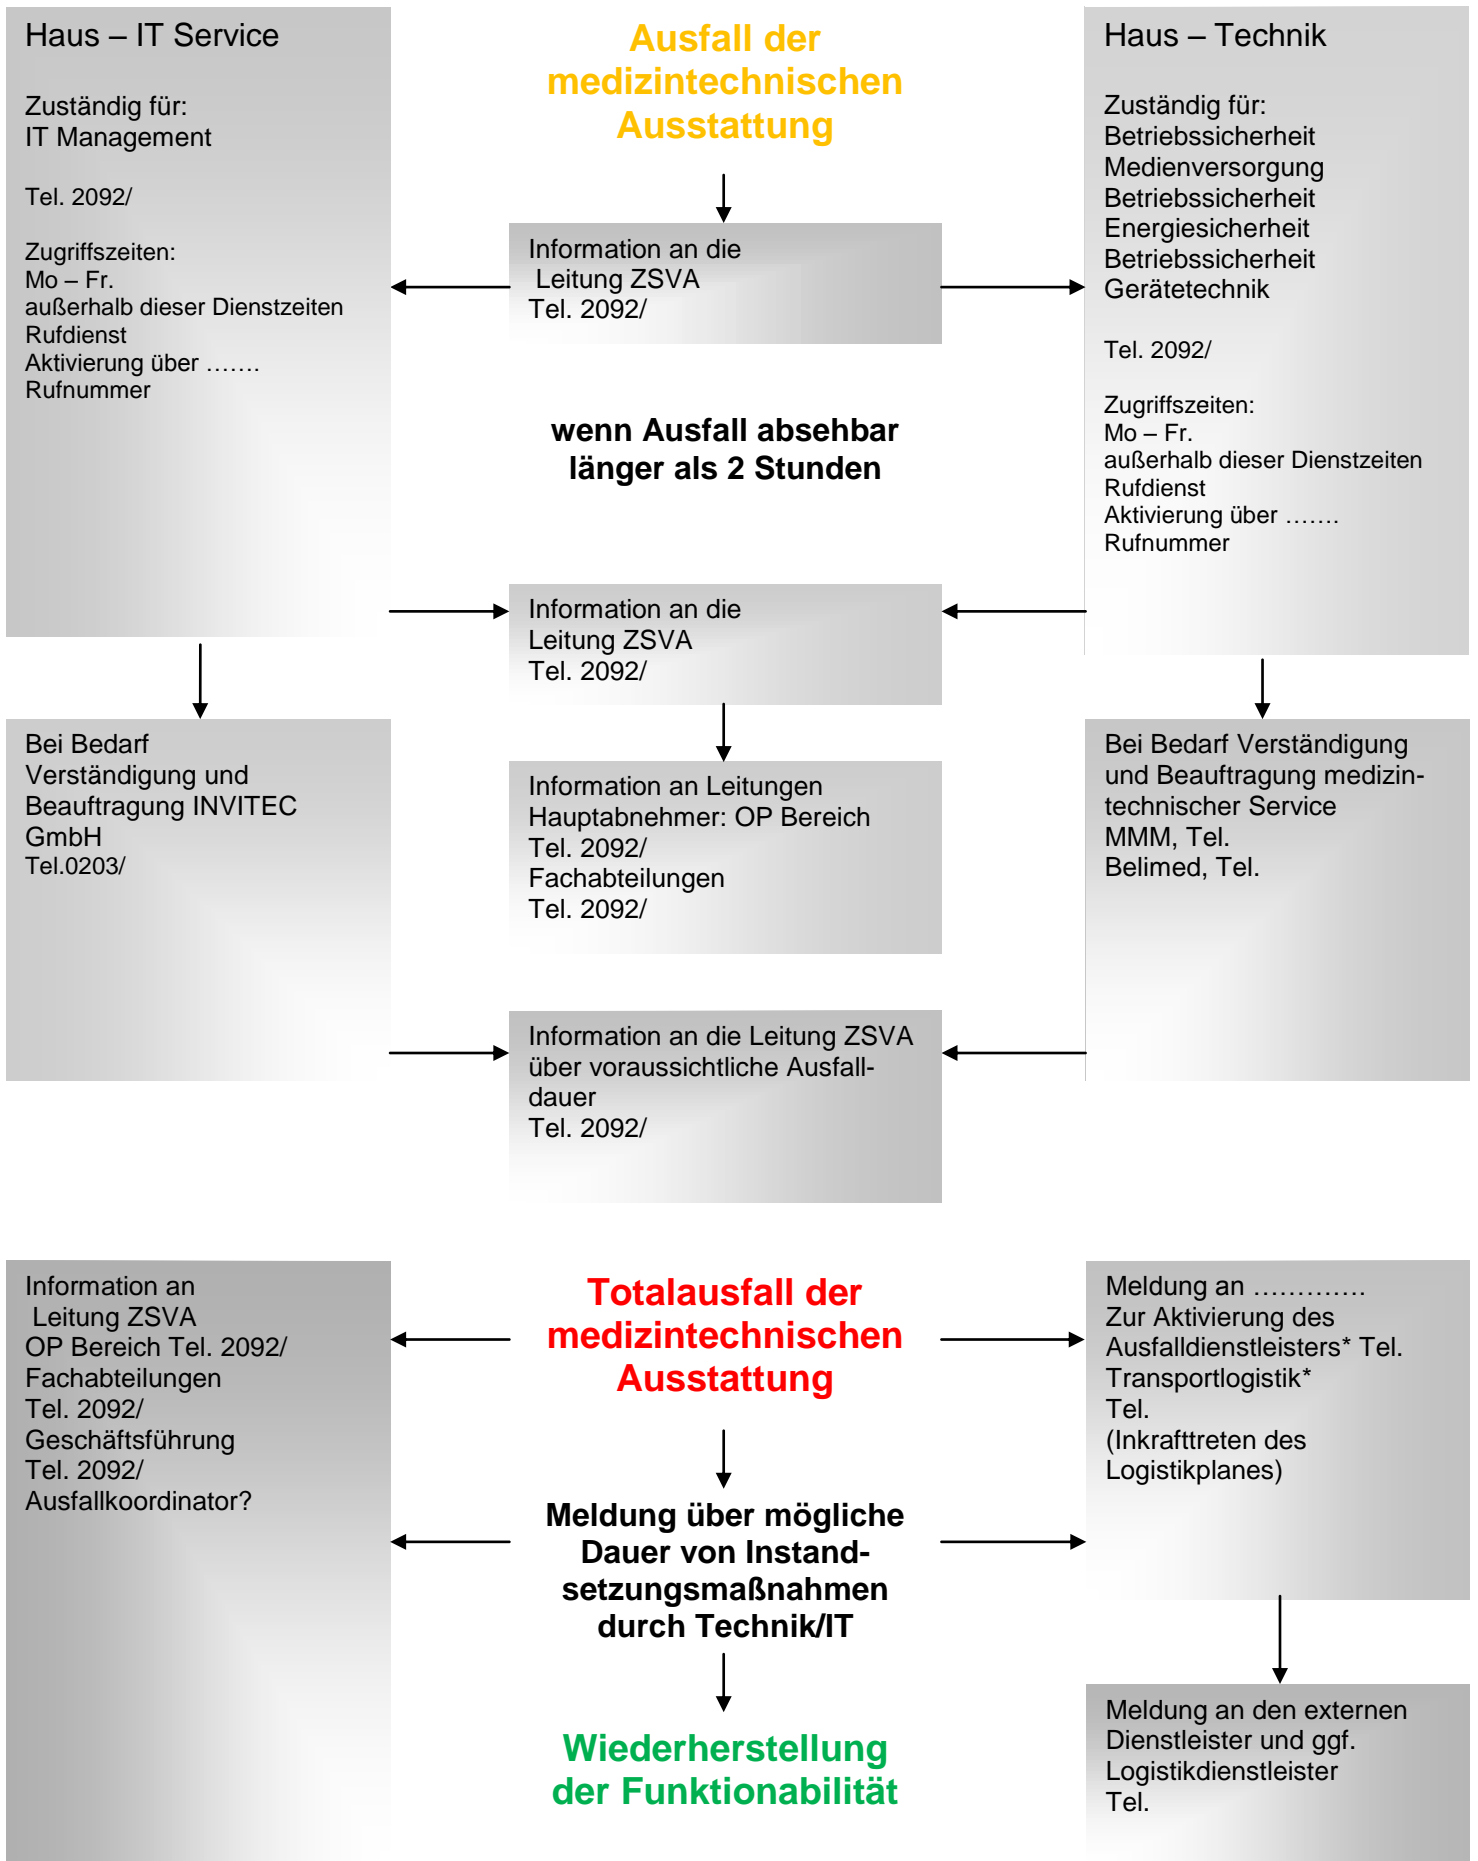 Haus – IT Service
Zuständig für:
IT Management
Tel. 2092/
Zugriffszeiten:
Mo – Fr.
außerhalb dieser Dienstzeiten
Rufdienst
Aktivierung über …….
Rufnummer
Ausfall der
medizintechnischen
Ausstattung
Information an die
Leitung ZSVA
Tel. 2092/
wenn Ausfall absehbar
länger als 2 Stunden
Haus – Technik
Zuständig für:
Betriebssicherheit
Medienversorgung
Betriebssicherheit
Energiesicherheit
Betriebssicherheit
Gerätetechnik
Tel. 2092/
Zugriffszeiten:
Mo – Fr.
außerhalb dieser Dienstzeiten
Rufdienst
Aktivierung über …….
Rufnummer
Information an die
Leitung ZSVA
Tel. 2092/
Bei Bedarf
Verständigung und
Beauftragung INVITEC
GmbH
Tel.0203/
Information an Leitungen
Hauptabnehmer: OP Bereich
Tel. 2092/
Fachabteilungen
Tel. 2092/
Bei Bedarf Verständigung
und Beauftragung medizin-
technischer Service
MMM, Tel.
Belimed, Tel.
Information an die Leitung ZSVA
über voraussichtliche Ausfall-
dauer
Tel. 2092/
Information an
Leitung ZSVA
OP Bereich Tel. 2092/
Fachabteilungen
Tel. 2092/
Geschäftsführung
Tel. 2092/
Ausfallkoordinator?
Totalausfall der
medizintechnischen
Ausstattung
Meldung über mögliche
Dauer von Instand-
setzungsmaßnahmen
durch Technik/IT
Wiederherstellung
der Funktionabilität
Meldung an ………….
Zur Aktivierung des
Ausfalldienstleisters* Tel.
Transportlogistik*
Tel.
(Inkrafttreten des
Logistikplanes)
Meldung an den externen
Dienstleister und ggf.
Logistikdienstleister
Tel.